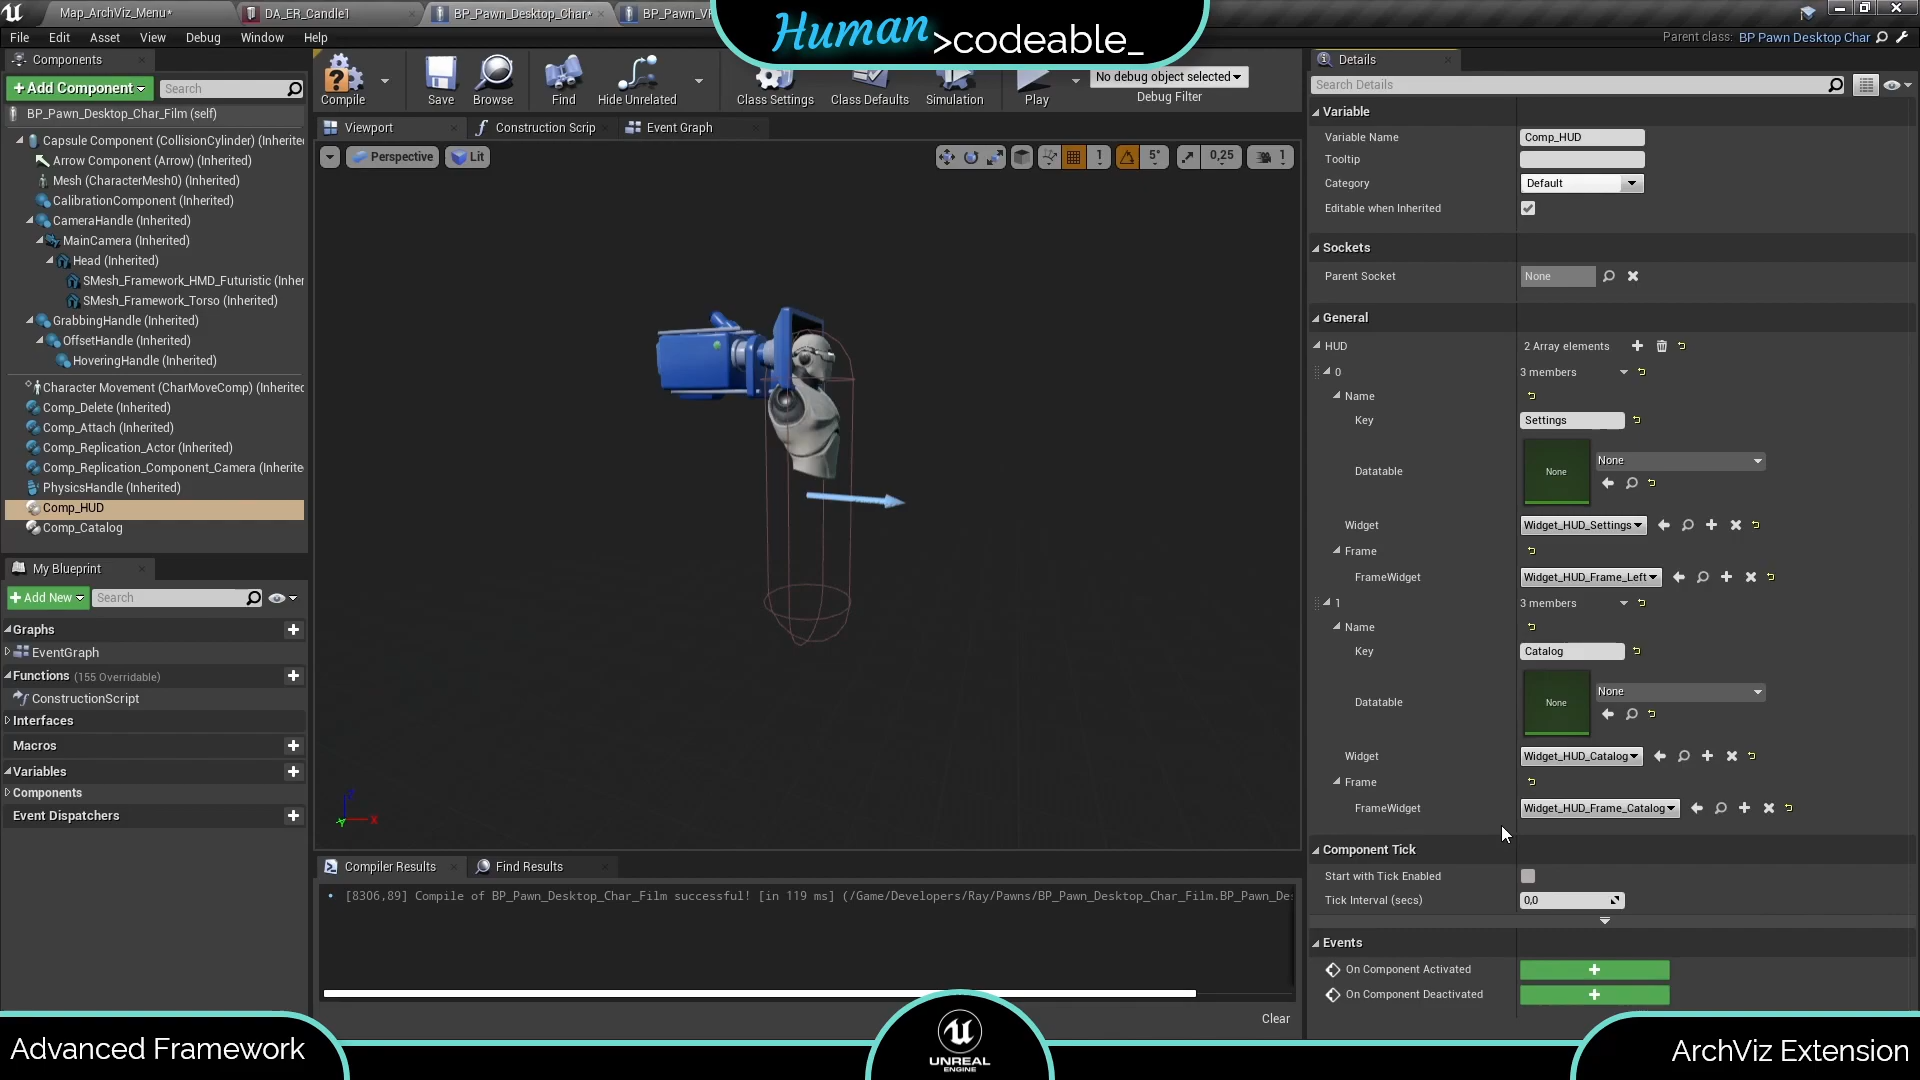 Map_ArchViz_Menu*
DA_ER_Candle1
BP_Pawn_Desktop_Char*
BP_Pawn_V
Human >codeable_
File Edit Asset View Debug Window Help
Parent class: BP Pawn Desktop Char
Components
+Add Component
Search
BP_Pawn_Desktop_Char_Film (self)
Capsule Component (CollisionCylinder) (Inherite
Arrow Component (Arrow) (Inherited)
Mesh (CharacterMesh0) (Inherited)
CalibrationComponent (Inherited)
CameraHandle (Inherited)
MainCamera (Inherited)
Head (Inherited)
SMesh_Framework_HMD_Futuristic (Inher
SMesh_Framework_Torso (Inherited)
GrabbingHandle (Inherited)
OffsetHandle (Inherited)
HoveringHandle (Inherited)
Character Movement (CharMoveComp) (Inherited
Comp_Delete (Inherited)
Comp_Attach (Inherited)
Comp_Replication_Actor (Inherited)
Comp_Replication_Component_Camera (Inherite
PhysicsHandle (Inherited)
Comp_HUD
Comp_Catalog
My Blueprint
+Add New
Search
Graphs
EventGraph
Functions (155 Overridable)
ConstructionScript
Interfaces
Macros
Variables
Components
Event Dispatchers
Compile Save Browse Find Hide Unrelated Class Settings Class Defaults Simulation Play
No debug object selected
Debug Filter
Viewport
Construction Scrip
Event Graph
Perspective
Lit
1 5° 0,25 1
Z
Y X
Compiler Results
Find Results
• [8306,89] Compile of BP_Pawn_Desktop_Char_Film successful! [in 119 ms] (/Game/Developers/Ray/Pawns/BP_Pawn_Desktop_Char_Film.BP_Pawn_De
Clear
Details
Search Details
Variable
Variable Name Comp_HUD
Tooltip
Category Default
Editable when Inherited
Sockets
Parent Socket None
General
HUD 2 Array elements
0 3 members
Name
Key Settings
Datatable None None
Widget Widget_HUD_Settings
Frame
FrameWidget Widget_HUD_Frame_Left
1 3 members
Name
Key Catalog
Datatable None None
Widget Widget_HUD_Catalog
Frame
FrameWidget Widget_HUD_Frame_Catalog
Component Tick
Start with Tick Enabled
Tick Interval (secs) 0,0
Events
On Component Activated
On Component Deactivated
Advanced Framework
UNREAL
ENGINE
ArchViz Extension